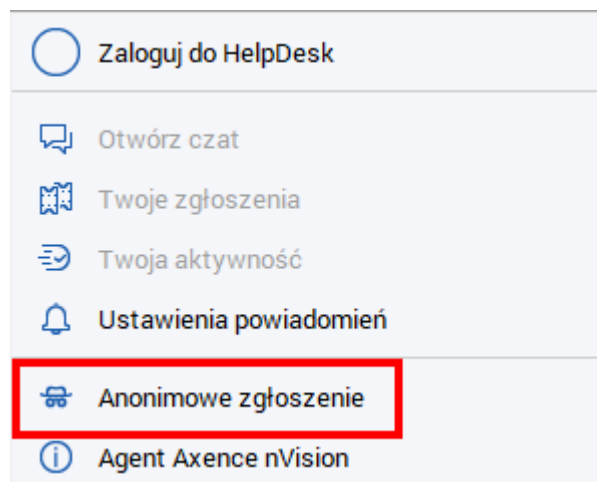 Zaloguj do HelpDesk
Otwórz czat
Twoje zgłoszenia
Twoja aktywność
Ustawienia powiadomień
Anonimowe zgłoszenie
Agent Axence nVision